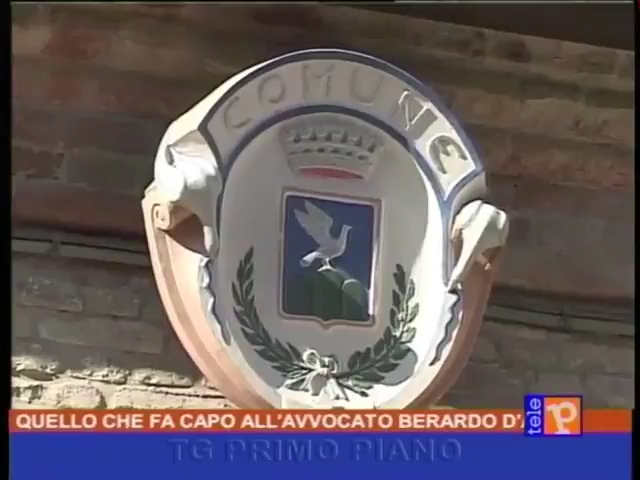 COMUNE
QUELLO CHE FA CAPO ALL'AVVOCATO BERARDO D'
tele p
TG PRIMO PIANO